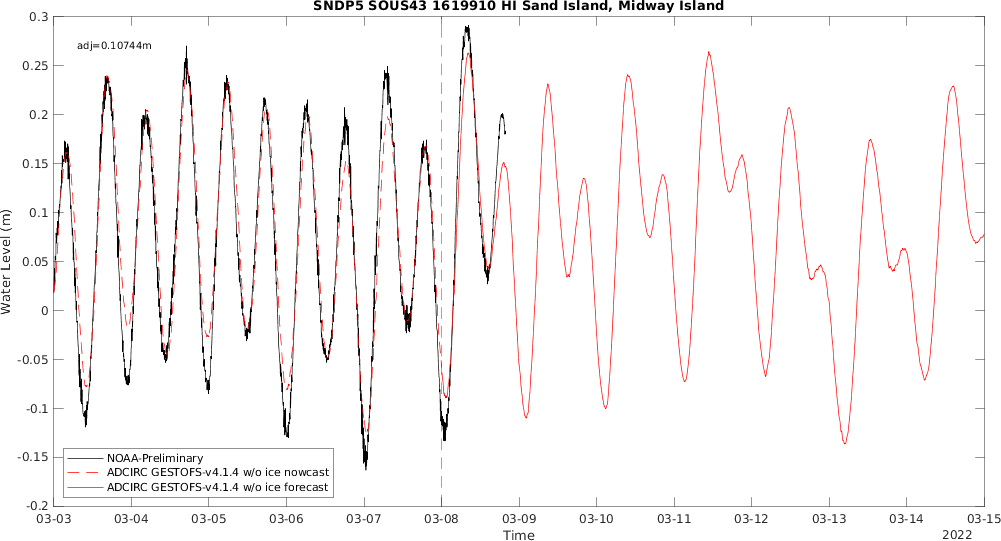 SNDP5 SOUS43 1619910 HI Sand Island, Midway Island
adj=0.10744m
0.3
0.25
0.2
0.15
0.1
0.05
0
-0.05
-0.1
-0.15
-0.2
Water Level (m)
NOAA-Preliminary
ADCIRC GESTOFS-v4.1.4 w/o ice nowcast
ADCIRC GESTOFS-v4.1.4 w/o ice forecast
03-03 03-04 03-05 03-06 03-07 03-08 03-09 03-10 03-11 03-12 03-13 03-14 03-15
Time
2022